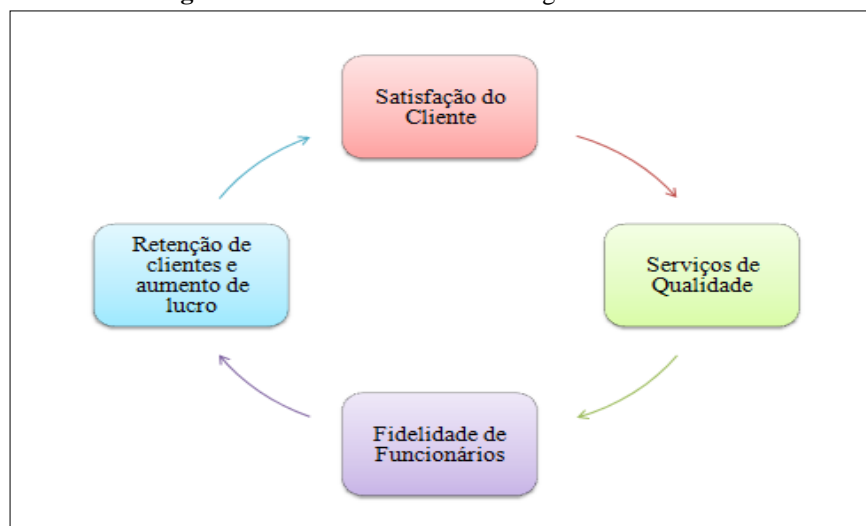 Satisfação do
Cliente
Serviços de
Qualidade
Fidelidade de
Funcionários
Retenção de
clientes e
aumento de
lucro